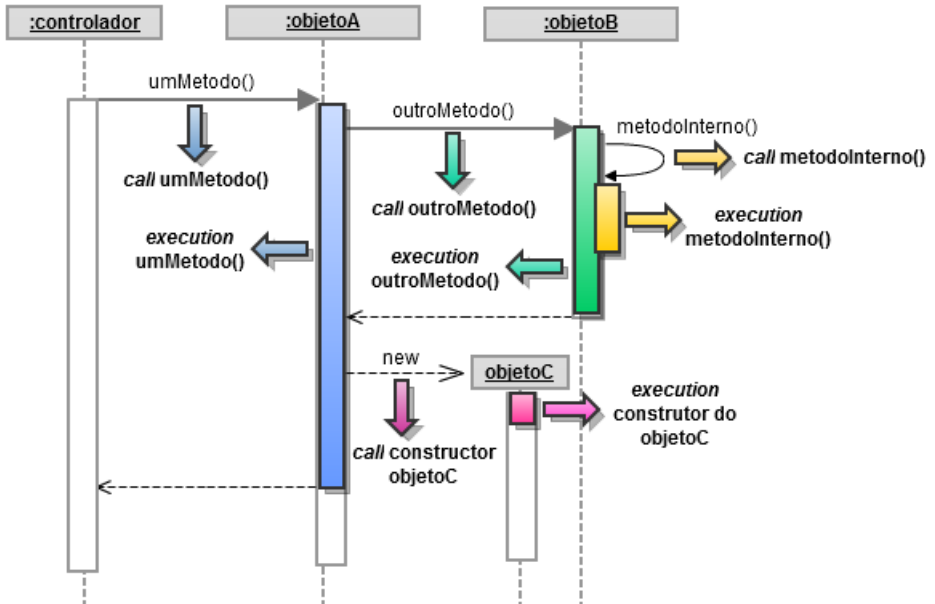 :controlador
:objetoA
:objetoB
umMetodo()
outroMetodo()
metodoInterno()
call metodoInterno()
call umMetodo()
call outroMetodo()
execution
metodoInterno()
execution
umMetodo()
execution
outroMetodo()
new
objetoC
execution
construtor do
objetoC
call constructor
objetoC